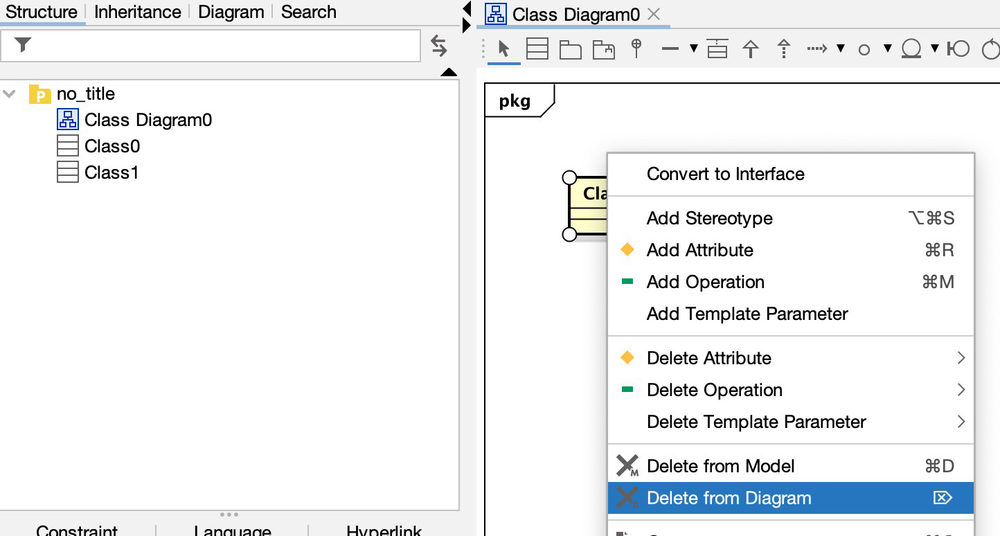 Structure Inheritance Diagram Search
no_title
Class Diagram0
Class0
Class1
Constraint Language Hyperlink
Class Diagram0
pkg
Convert to Interface
Add Stereotype ⌥⌘S
Add Attribute ⌘R
Add Operation ⌘M
Add Template Parameter
Delete Attribute
Delete Operation
Delete Template Parameter
Delete from Model ⌘D
Delete from Diagram ⌦